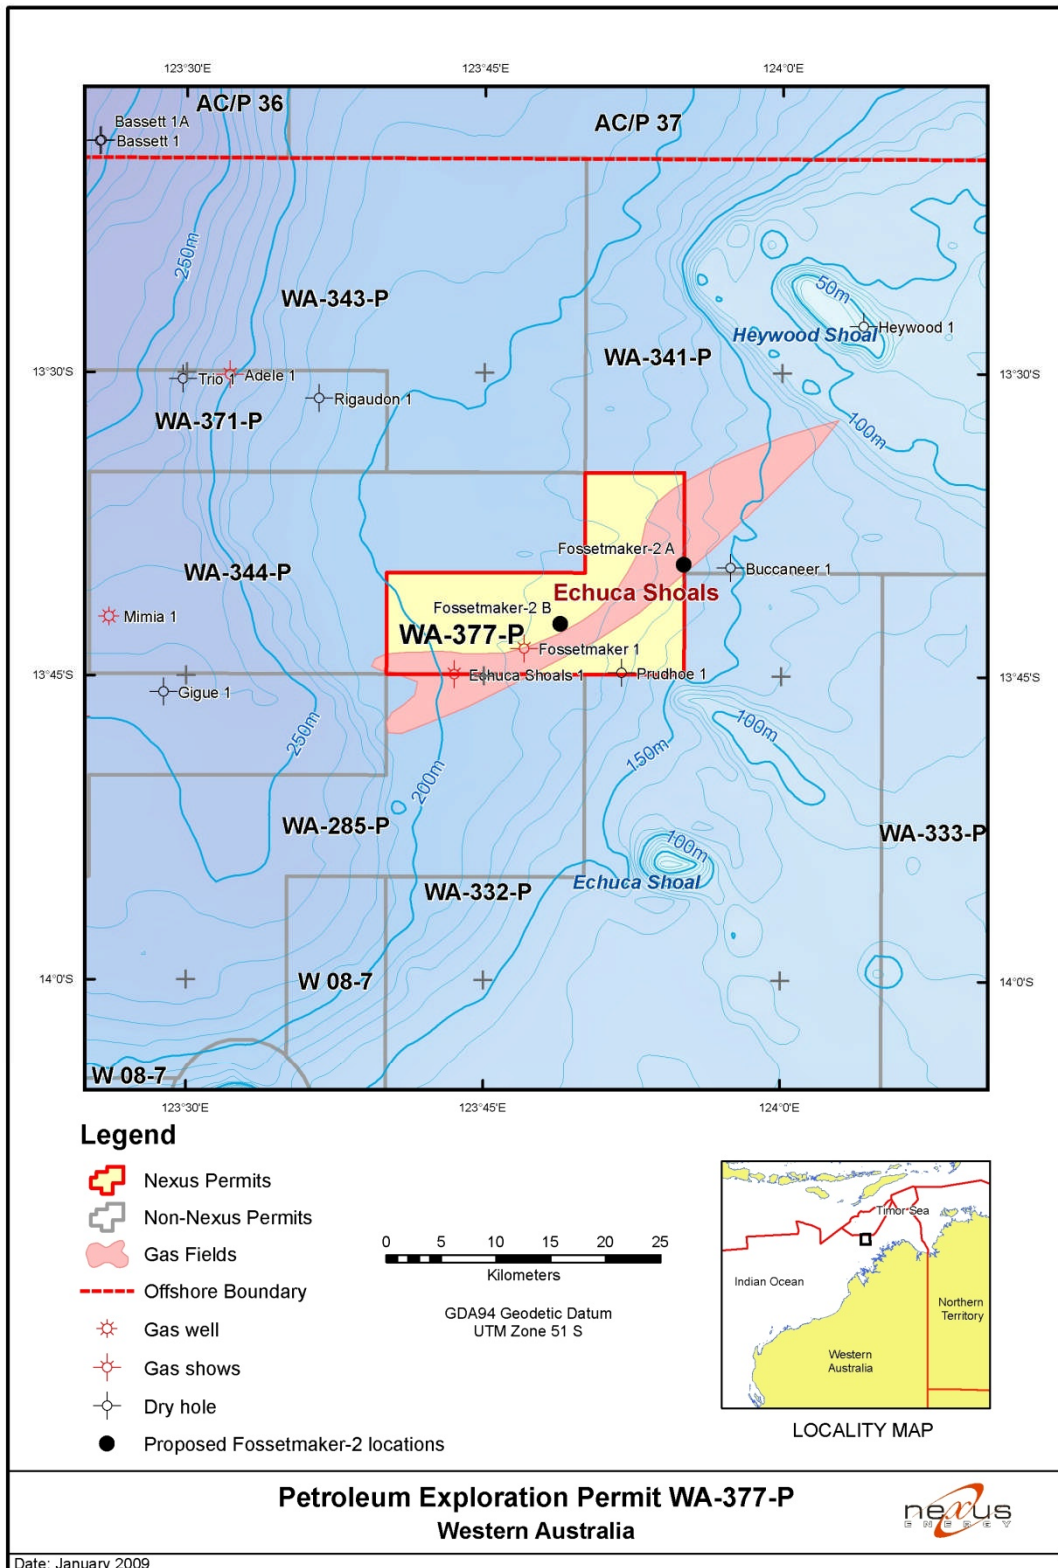 123°30'E
123°45'E
124°0'E
AC/P 36
AC/P 37
Bassett 1A
Bassett 1
250m
50m
WA-343-P
Heywood 1
Heywood Shoal
WA-341-P
13°30'S
13°30'S
Trio 1
Adele 1
Rigaudon 1
WA-371-P
100m
Fossetmaker-2 A
Buccaneer 1
WA-344-P
Echuca Shoals
Fossetmaker-2 B
Mimia 1
WA-377-P
Fossetmaker 1
13°45'S
Echuca Shoals 1
Prudhoe 1
13°45'S
Gigue 1
250m
100m
150m
200m
WA-285-P
WA-333-P
100m
Echuca Shoal
WA-332-P
14°0'S
W 08-7
14°0'S
W 08-7
123°30'E
123°45'E
124°0'E
Legend
Nexus Permits
Non-Nexus Permits
Gas Fields
Offshore Boundary
Gas well
Gas shows
Dry hole
Proposed Fossetmaker-2 locations
0 5 10 15 20 25
Kilometers
GDA94 Geodetic Datum
UTM Zone 51 S
Timor Sea
Indian Ocean
Northern
Territory
Western
Australia
LOCALITY MAP
Petroleum Exploration Permit WA-377-P
Western Australia
nexus
ENERGY
Date: January 2009